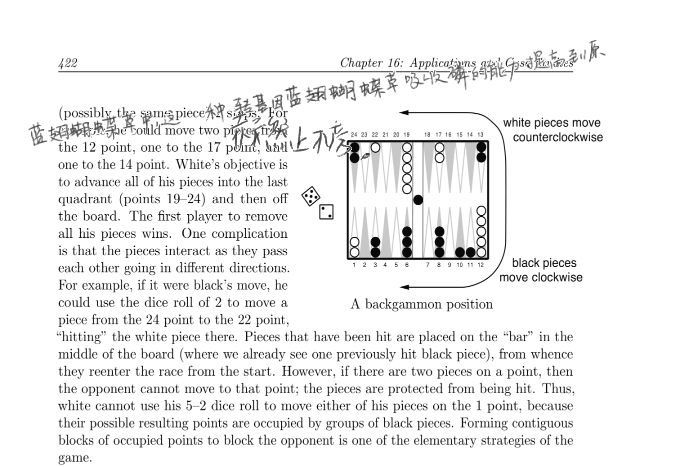 422
Chapter 16: Applications and Case Studies
(possibly the same piece)
For
he could move two pieces from
the 12 point, one to the 17 point, and
one to the 14 point. White's objective is
to advance all of his pieces into the last
quadrant (points 19–24) and then off
the board. The first player to remove
all his pieces wins. One complication
is that the pieces interact as they pass
each other going in different directions.
For example, if it were black's move, he
could use the dice roll of 2 to move a
piece from the 24 point to the 22 point,
"hitting" the white piece there. Pieces that have been hit are placed on the "bar" in the
middle of the board (where we already see one previously hit black piece), from whence
they reenter the race from the start. However, if there are two pieces on a point, then
the opponent cannot move to that point; the pieces are protected from being hit. Thus,
white cannot use his 5–2 dice roll to move either of his pieces on the 1 point, because
their possible resulting points are occupied by groups of black pieces. Forming contiguous
blocks of occupied points to block the opponent is one of the elementary strategies of the
game.
蓝翅蝴蝶草中这
种转基因蓝翅蝴蝶草吸收磷的能力提高到原
24 23 22 21 20 19 18 17 16 15 14 13
1 2 3 4 5 6 7 8 9 10 11 12
white pieces move
counterclockwise
black pieces
move clockwise
A backgammon position